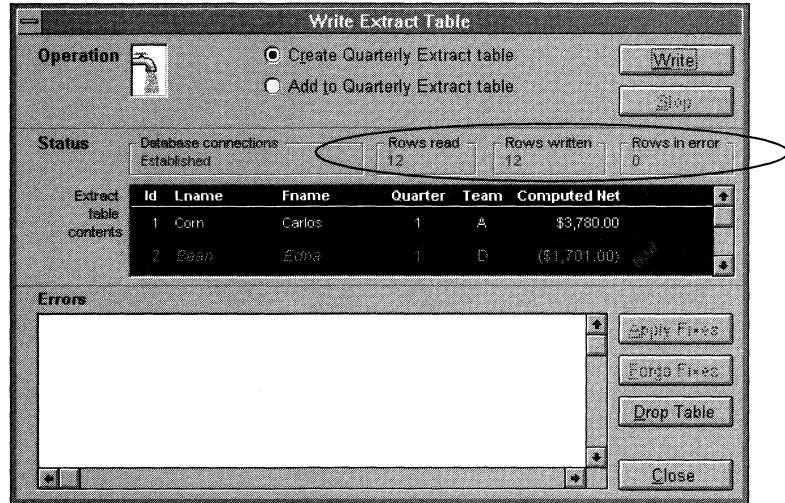 Write Extract Table
Operation
Create Quarterly Extract table
Add to Quarterly Extract table
Write
Stop
Status
Database connections
Established
Rows read
12
Rows written
12
Rows in error
0
Extract
table
contents
Id Lname Fname Quarter Team Computed Net
1 Corn Carlos 1 A $3,780.00
2 Bean Edna 1 D ($1,701.00) Bad
Errors
Apply Fixes
Forgo Fixes
Drop Table
Close